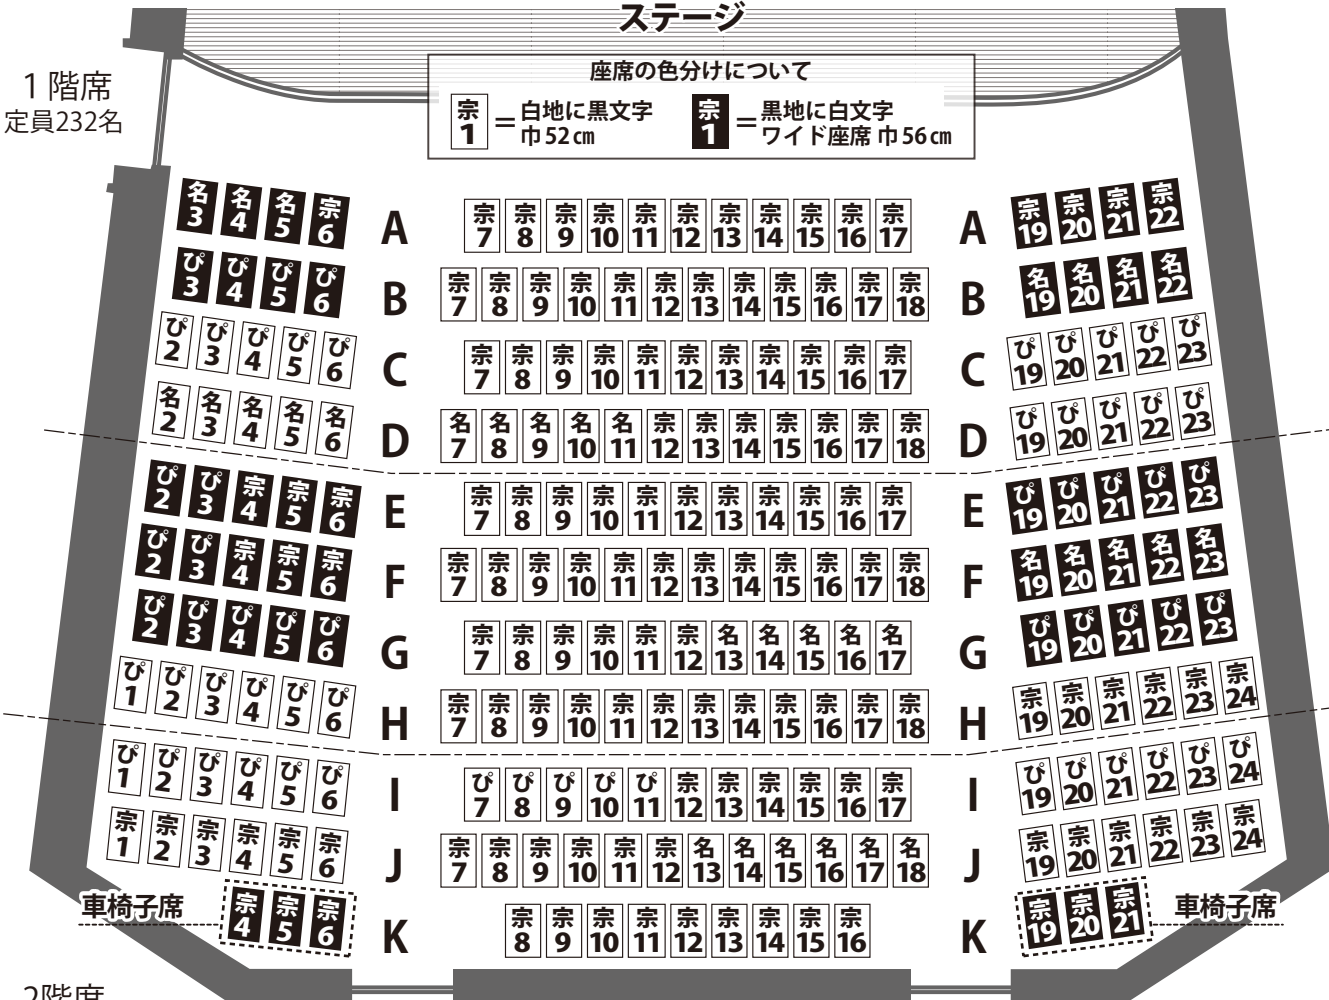 ステージ
1階席
定員232名
座席の色分けについて
宗1＝白地に黒文字
巾52㎝
宗1＝黒地に白文字
ワイド座席 巾56㎝
名3 名4 名5 宗6 A 宗7 宗8 宗9 宗10 宗11 宗12 宗13 宗14 宗15 宗16 宗17 A 宗19 宗20 宗21 宗22
ぴ3 ぴ4 ぴ5 ぴ6 B 宗7 宗8 宗9 宗10 宗11 宗12 宗13 宗14 宗15 宗16 宗17 宗18 B 名19 名20 名21 名22
ぴ2 ぴ3 ぴ4 ぴ5 ぴ6 C 宗7 宗8 宗9 宗10 宗11 宗12 宗13 宗14 宗15 宗16 宗17 C ぴ19 ぴ20 ぴ21 ぴ22 ぴ23
名2 名3 名4 名5 名6 D 名7 名8 名9 名10 名11 宗12 宗13 宗14 宗15 宗16 宗17 宗18 D ぴ19 ぴ20 ぴ21 ぴ22 ぴ23
ぴ2 ぴ3 宗4 宗5 宗6 E 宗7 宗8 宗9 宗10 宗11 宗12 宗13 宗14 宗15 宗16 宗17 E ぴ19 ぴ20 ぴ21 ぴ22 ぴ23
ぴ2 ぴ3 宗4 宗5 宗6 F 宗7 宗8 宗9 宗10 宗11 宗12 宗13 宗14 宗15 宗16 宗17 宗18 F 名19 名20 名21 名22 名23
ぴ2 ぴ3 ぴ4 ぴ5 ぴ6 G 宗7 宗8 宗9 宗10 宗11 宗12 名13 名14 名15 名16 名17 G ぴ19 ぴ20 ぴ21 ぴ22 ぴ23
ぴ1 ぴ2 ぴ3 ぴ4 ぴ5 ぴ6 H 宗7 宗8 宗9 宗10 宗11 宗12 宗13 宗14 宗15 宗16 宗17 宗18 H 宗19 宗20 宗21 宗22 宗23 宗24
ぴ1 ぴ2 ぴ3 ぴ4 ぴ5 ぴ6 I ぴ7 ぴ8 ぴ9 ぴ10 ぴ11 宗12 宗13 宗14 宗15 宗16 宗17 I ぴ19 ぴ20 ぴ21 ぴ22 ぴ23 ぴ24
宗1 宗2 宗3 宗4 宗5 宗6 J 宗7 宗8 宗9 宗10 宗11 宗12 名13 名14 名15 名16 名17 名18 J 宗19 宗20 宗21 宗22 宗23 宗24
車椅子席 宗4 宗5 宗6 K 宗8 宗9 宗10 宗11 宗12 宗13 宗14 宗15 宗16 K 宗19 宗20 宗21 車椅子席
2階席